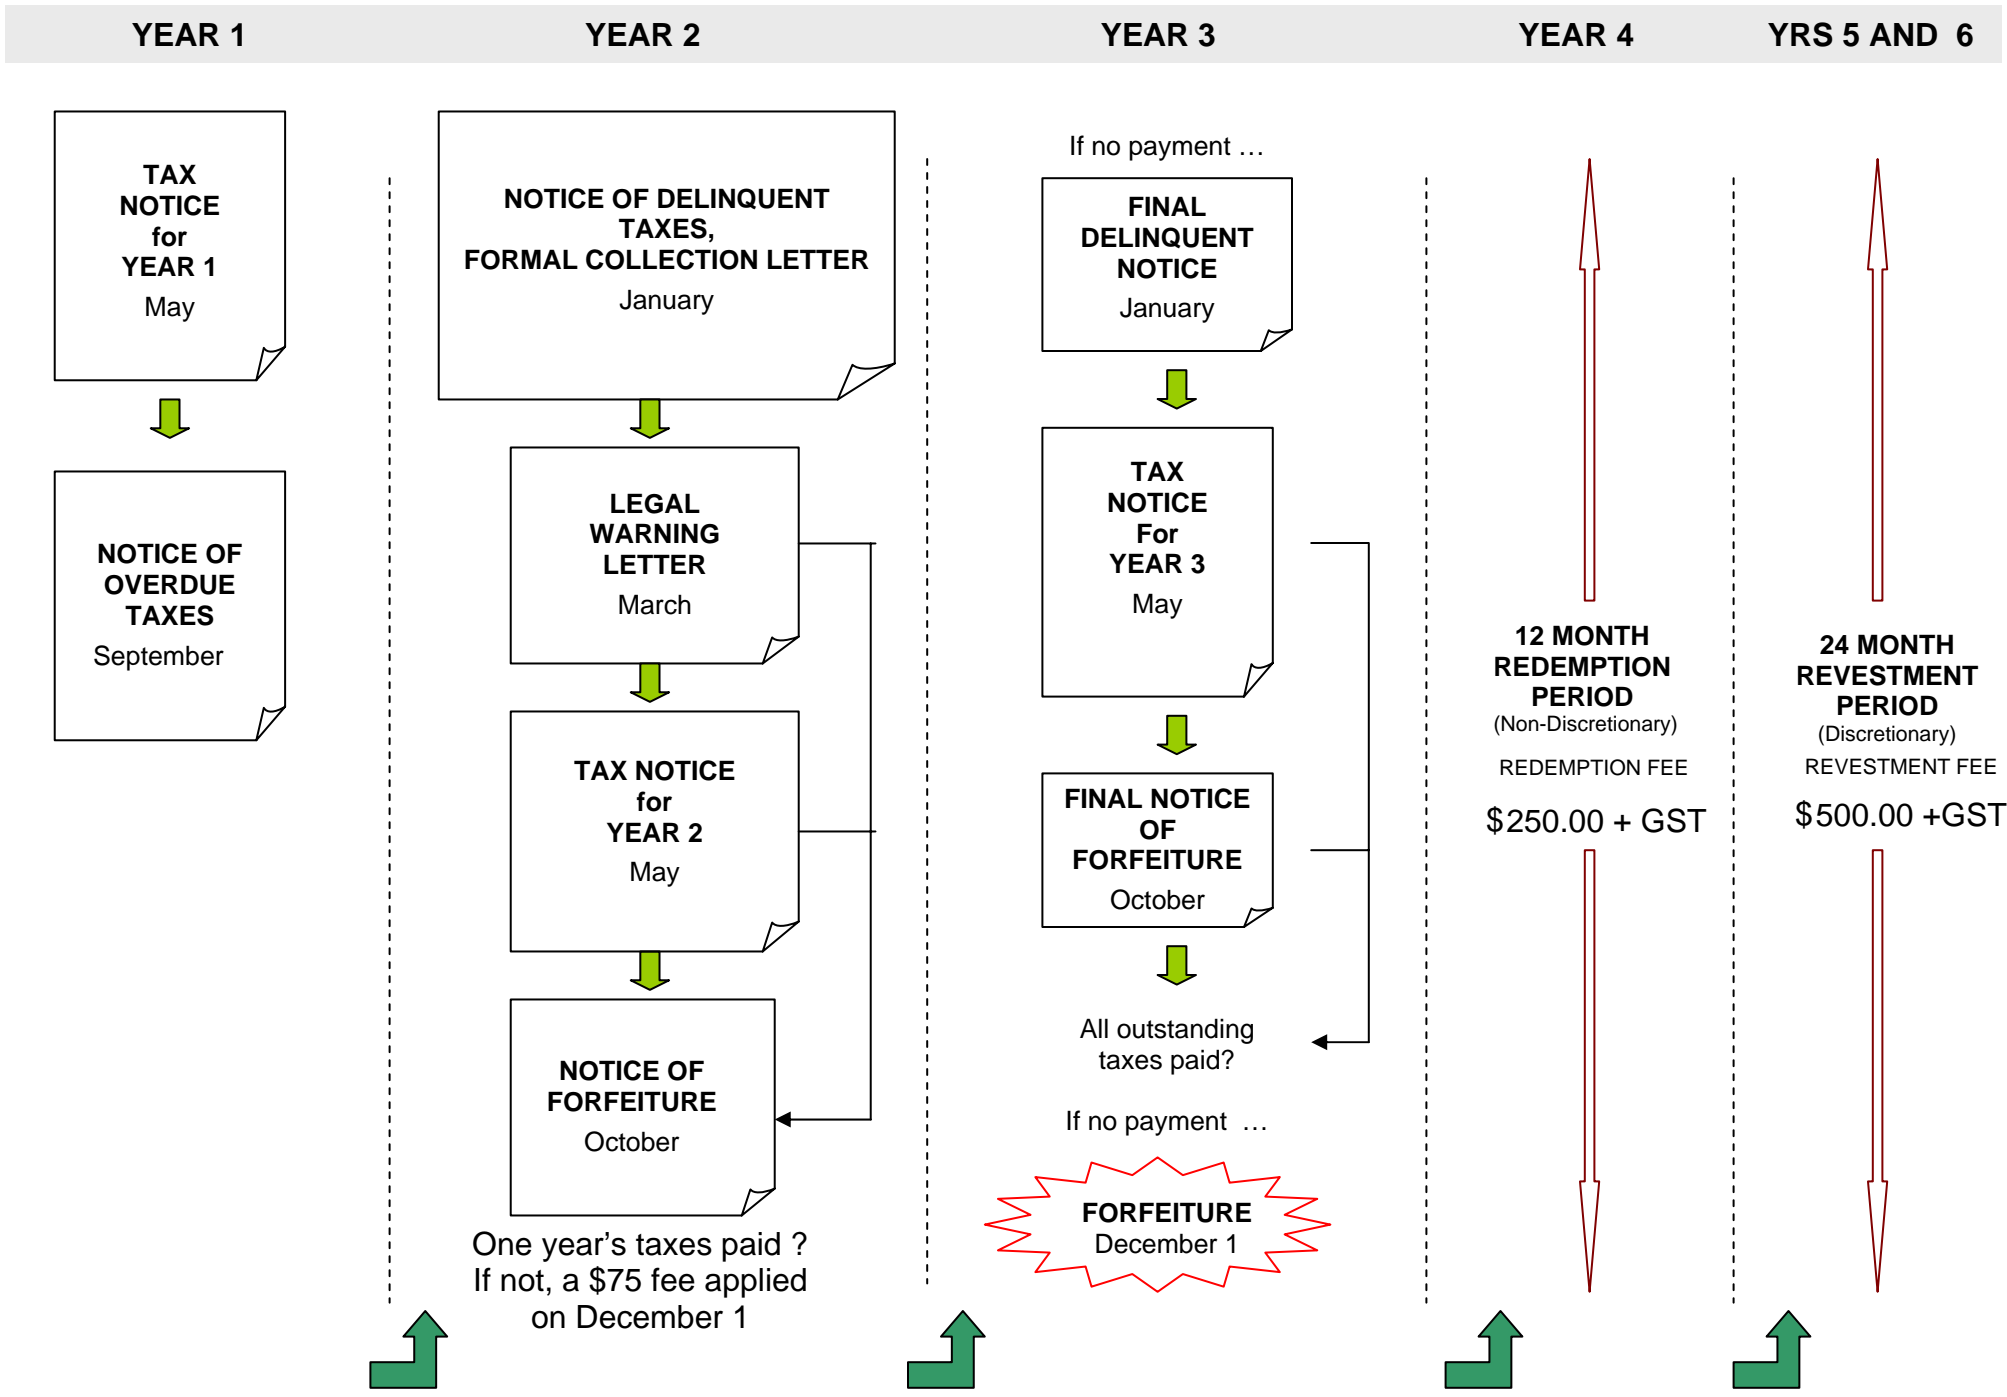 YEAR 1
YEAR 2
YEAR 3
YEAR 4
YRS 5 AND 6
TAX
NOTICE
for
YEAR 1
May
NOTICE OF
OVERDUE
TAXES
September
NOTICE OF DELINQUENT
TAXES,
FORMAL COLLECTION LETTER
January
LEGAL
WARNING
LETTER
March
TAX NOTICE
for
YEAR 2
May
NOTICE OF
FORFEITURE
October
One year’s taxes paid ?
If not, a $75 fee applied
on December 1
If no payment …
FINAL
DELINQUENT
NOTICE
January
TAX
NOTICE
For
YEAR 3
May
FINAL NOTICE
OF
FORFEITURE
October
All outstanding
taxes paid?
If no payment …
FORFEITURE
December 1
12 MONTH
REDEMPTION
PERIOD
(Non-Discretionary)
REDEMPTION FEE
$250.00 + GST
24 MONTH
REVESTMENT
PERIOD
(Discretionary)
REVESTMENT FEE
$500.00 +GST